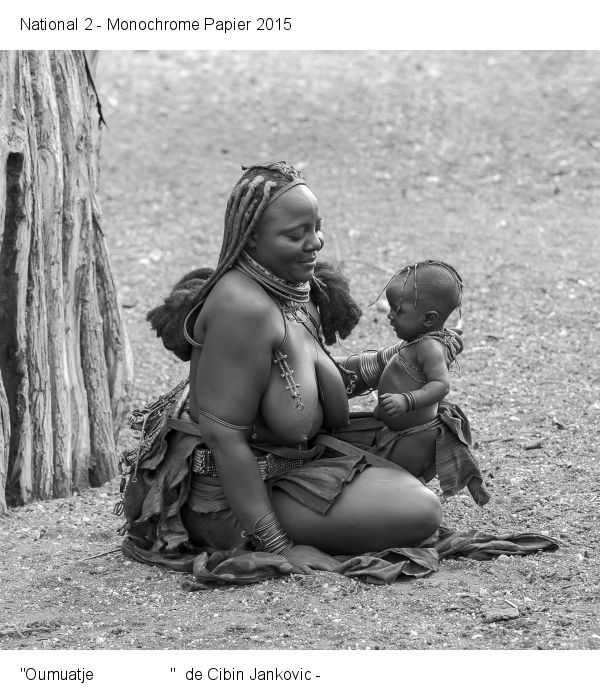 National 2 - Monochrome Papier 2015
"Oumuatje " de Cibin Jankovic -